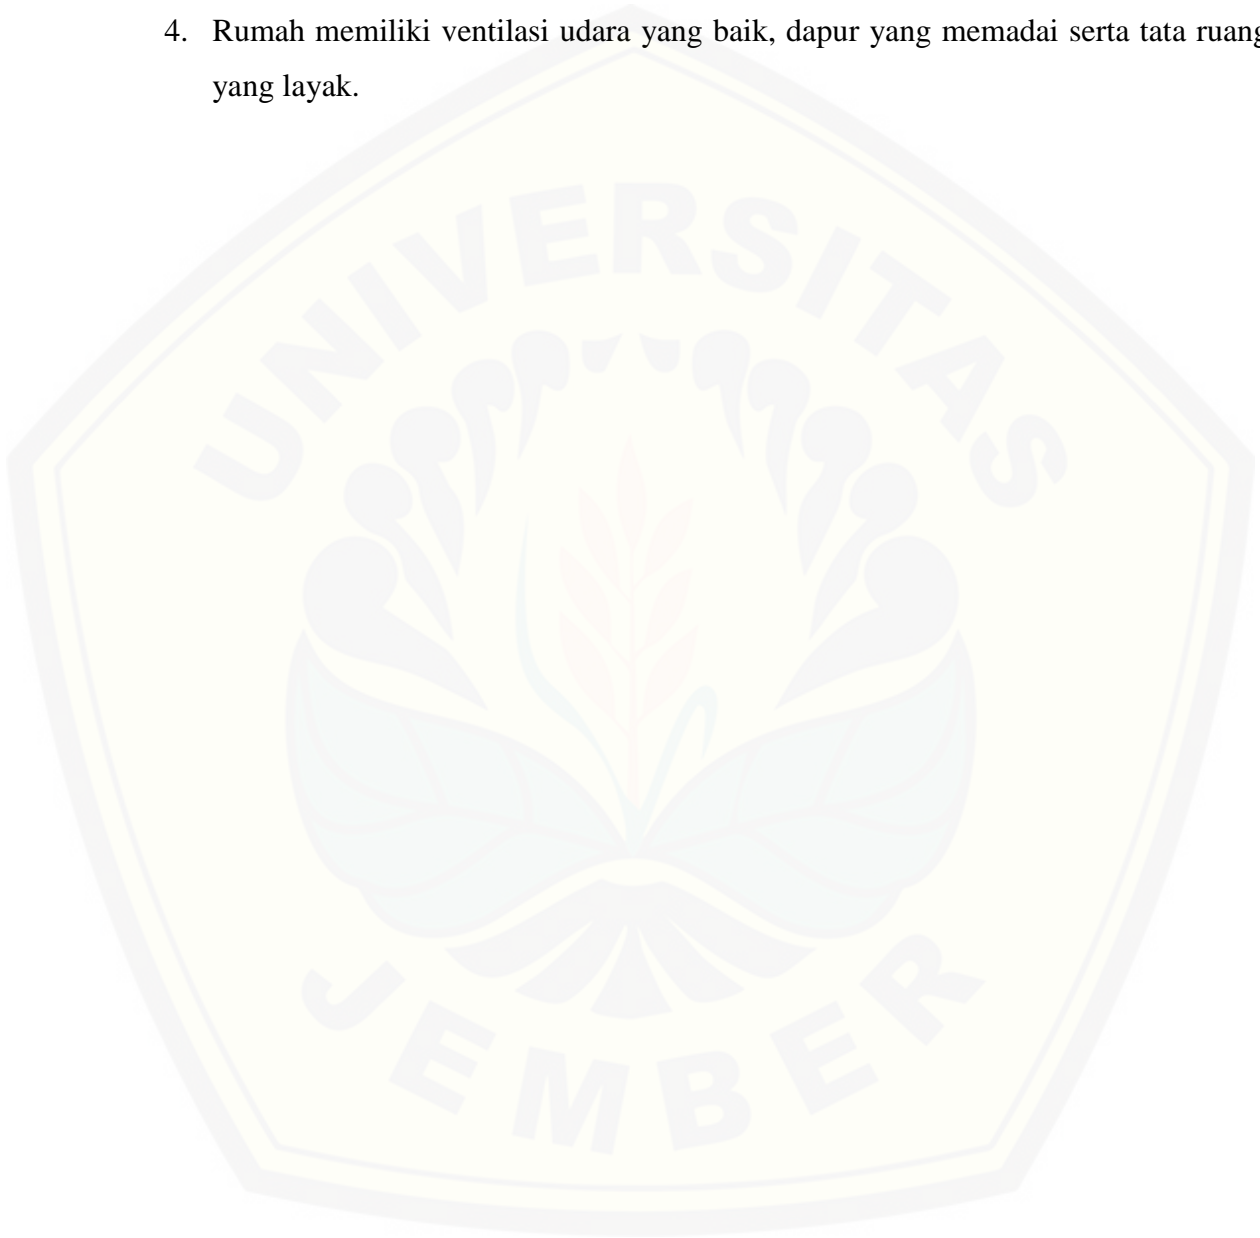 4. Rumah memiliki ventilasi udara yang baik, dapur yang memadai serta tata ruang
yang layak.
UNIVERSITAS
JEMBER